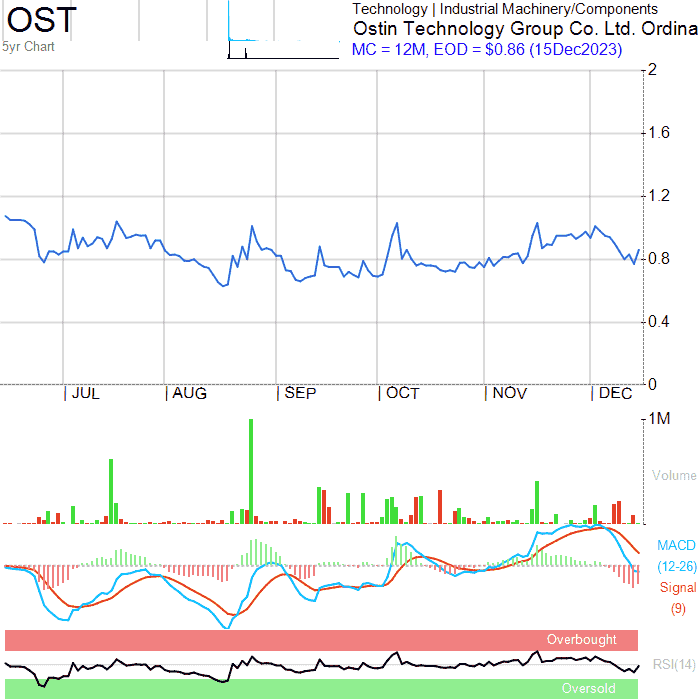 OST
5yr Chart
Technology | Industrial Machinery/Components
Ostin Technology Group Co. Ltd. Ordina
MC = 12M, EOD = $0.86 (15Dec2023)
2
1.6
1.2
0.8
0.4
0
JUL AUG SEP OCT NOV DEC
1M
Volume
MACD
(12-26)
Signal
(9)
Overbought
RSI(14)
Oversold